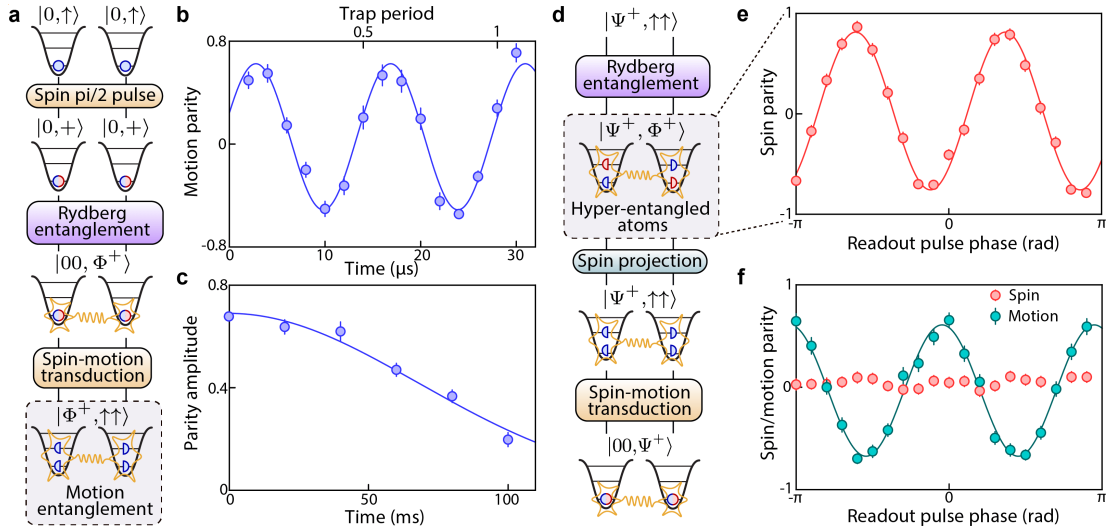 a
|0,↑⟩ |0,↑⟩
Spin pi/2 pulse
|0,+⟩ |0,+⟩
Rydberg
entanglement
|00, Φ⁺⟩
Spin-motion
transduction
|Φ⁺,↑↑⟩
Motion
entanglement
b
Trap period
0.5 1
Motion parity
0.8
0
-0.8
0 10 20 30
Time (μs)
c
Parity amplitude
0.8
0.4
0
0 50 100
Time (ms)
d
|Ψ⁺,↑↑⟩
Rydberg
entanglement
|Ψ⁺, Φ⁺⟩
Hyper-entangled
atoms
Spin projection
|Ψ⁺,↑↑⟩
Spin-motion
transduction
|00,Ψ⁺⟩
e
Spin parity
1
0
-1
-π 0 π
Readout pulse phase (rad)
f
Spin/motion parity
1
0
-1
Spin
Motion
-π 0 π
Readout pulse phase (rad)